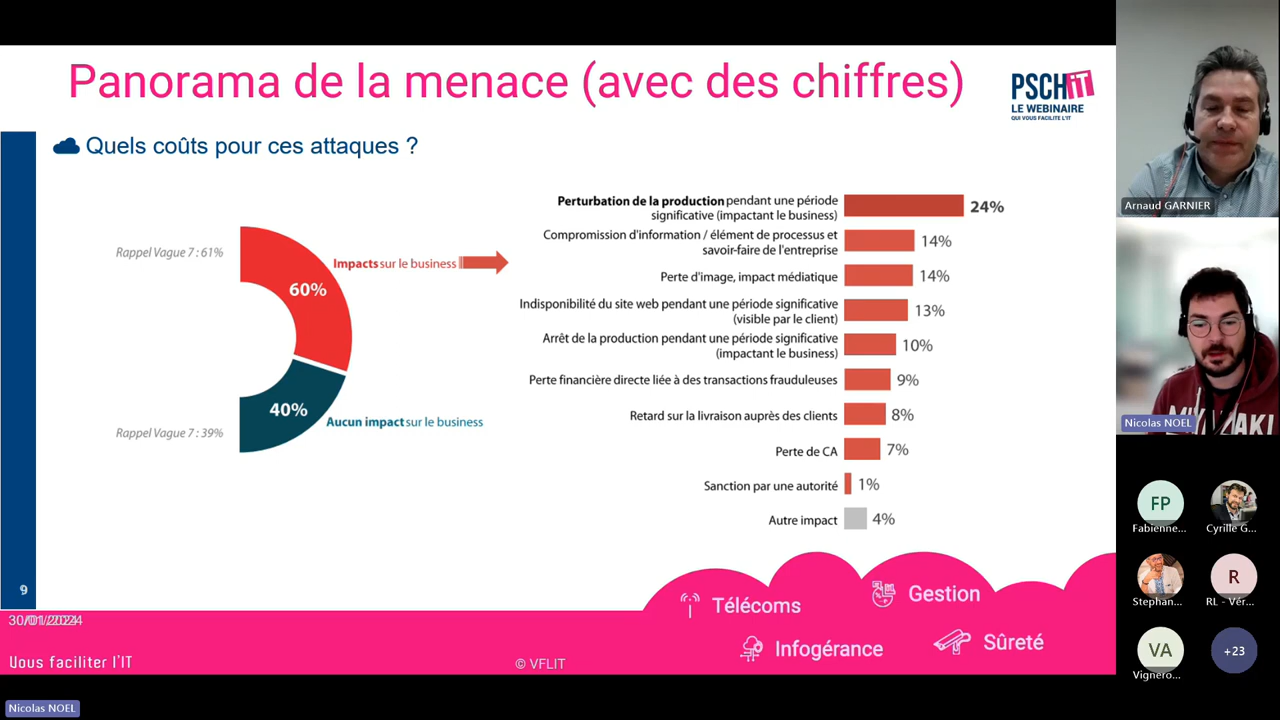 Panorama de la menace (avec des chiffres)
PSCHIT
LE WEBINAIRE
QUI VOUS FACILITE L'IT
Quels coûts pour ces attaques ?
Rappel Vague 7 : 61%
60%
Impacts sur le business
40%
Aucun impact sur le business
Rappel Vague 7 : 39%
Perturbation de la production pendant une période
significative (impactant le business)
24%
Compromission d'information / élément de processus et
savoir-faire de l'entreprise
14%
Perte d'image, impact médiatique
14%
Indisponibilité du site web pendant une période significative
(visible par le client)
13%
Arrêt de la production pendant une période significative
(impactant le business)
10%
Perte financière directe liée à des transactions frauduleuses
9%
Retard sur la livraison auprès des clients
8%
Perte de CA
7%
Sanction par une autorité
1%
Autre impact
4%
9
30/01/2024
Vous faciliter l'IT
© VFLIT
Télécoms
Gestion
Infogérance
Sûreté
Nicolas NOEL
Arnaud GARNIER
Nicolas NOEL
FP
Fabienne...
Cyrille G...
Stephan...
R
RL - Vér...
VA
Vignero...
+23